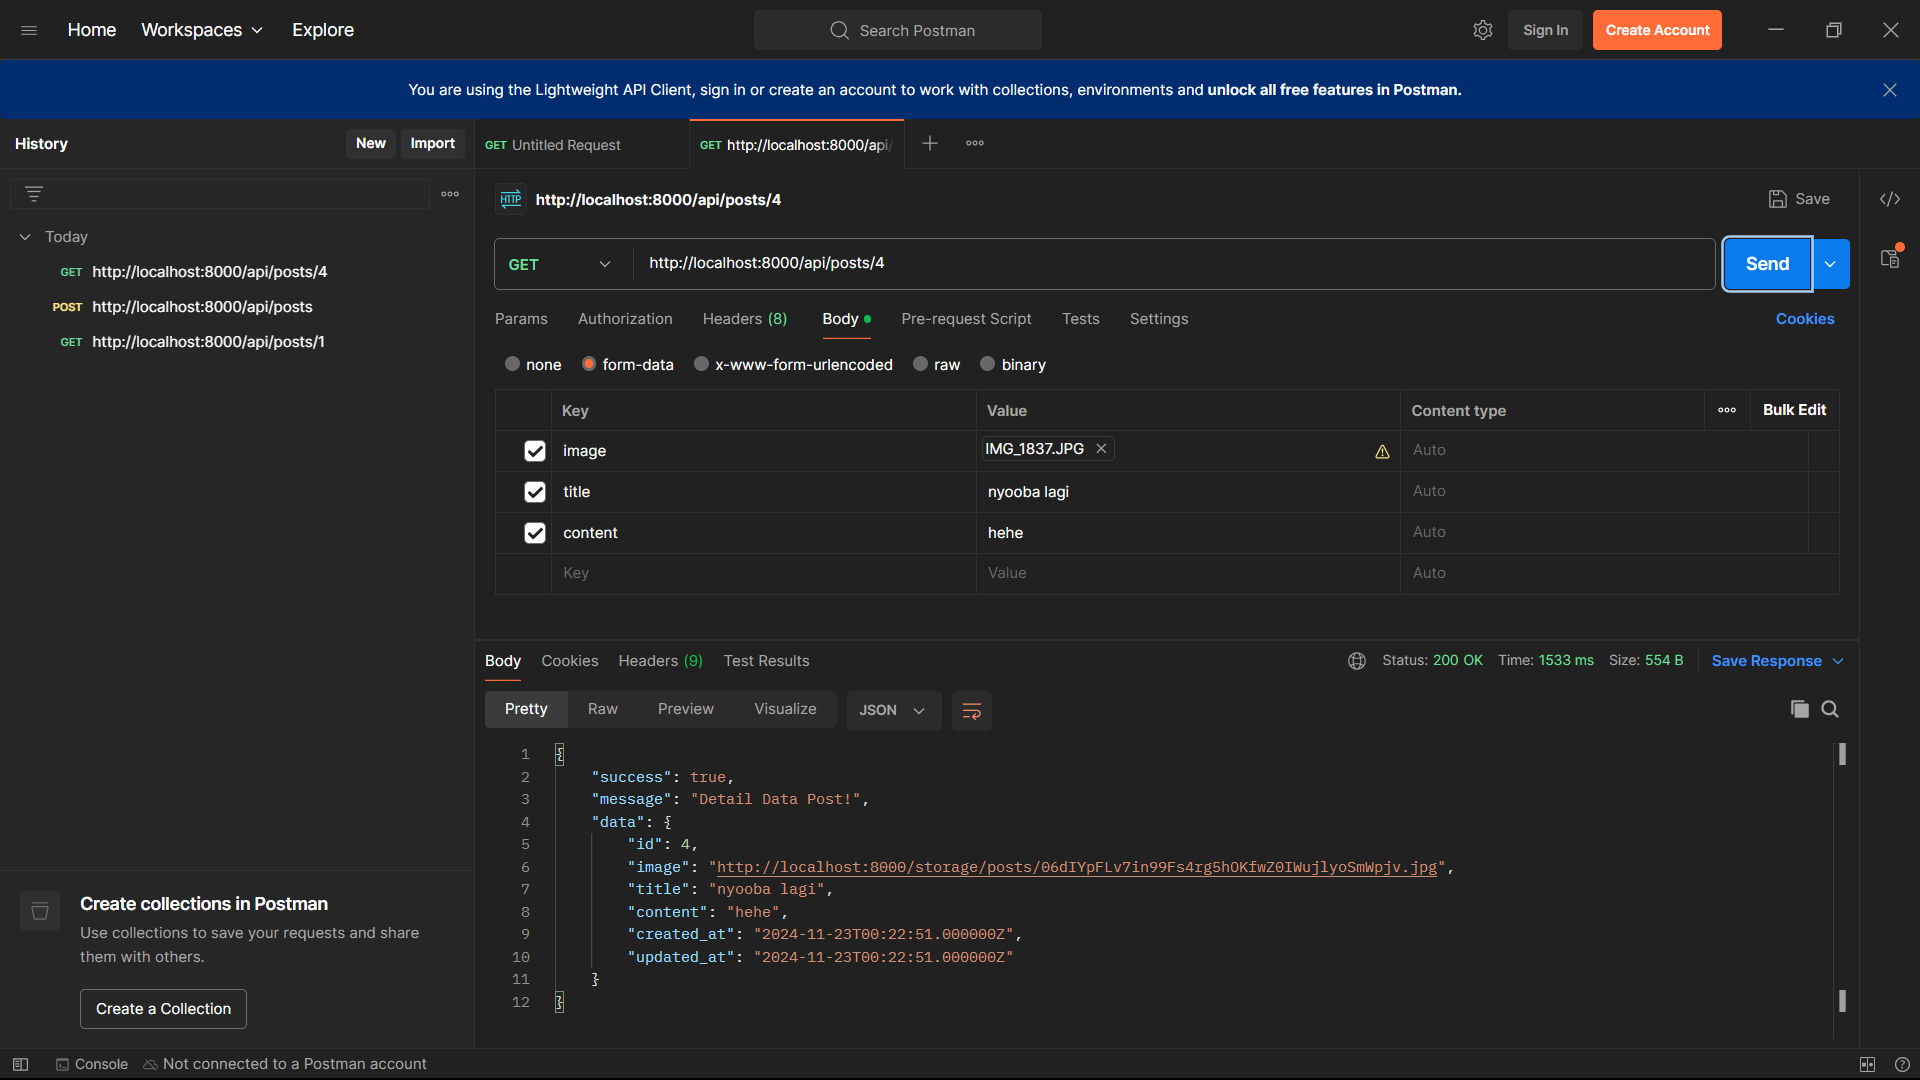 Home Workspaces Explore Search Postman Sign In Create Account
You are using the Lightweight API Client, sign in or create an account to work with collections, environments and unlock all free features in Postman.
History New Import
Today
GET http://localhost:8000/api/posts/4
POST http://localhost:8000/api/posts
GET http://localhost:8000/api/posts/1
Create collections in Postman
Use collections to save your requests and share
them with others.
Create a Collection
GET Untitled Request GET http://localhost:8000/api/
HTTP http://localhost:8000/api/posts/4 Save
GET http://localhost:8000/api/posts/4 Send
Params Authorization Headers (8) Body Pre-request Script Tests Settings Cookies
none form-data x-www-form-urlencoded raw binary
Key Value Content type Bulk Edit
image IMG_1837.JPG Auto
title nyooba lagi Auto
content hehe Auto
Key Value Auto
Body Cookies Headers (9) Test Results Status: 200 OK Time: 1533 ms Size: 554 B Save Response
Pretty Raw Preview Visualize JSON
1 {
2 "success": true,
3 "message": "Detail Data Post!",
4 "data": {
5 "id": 4,
6 "image": "http://localhost:8000/storage/posts/06dIYpFLv7in99Fs4rg5hOKfwZ0IWujlyoSmWpjv.jpg",
7 "title": "nyooba lagi",
8 "content": "hehe",
9 "created_at": "2024-11-23T00:22:51.000000Z",
10 "updated_at": "2024-11-23T00:22:51.000000Z"
11 }
12 }
Console Not connected to a Postman account